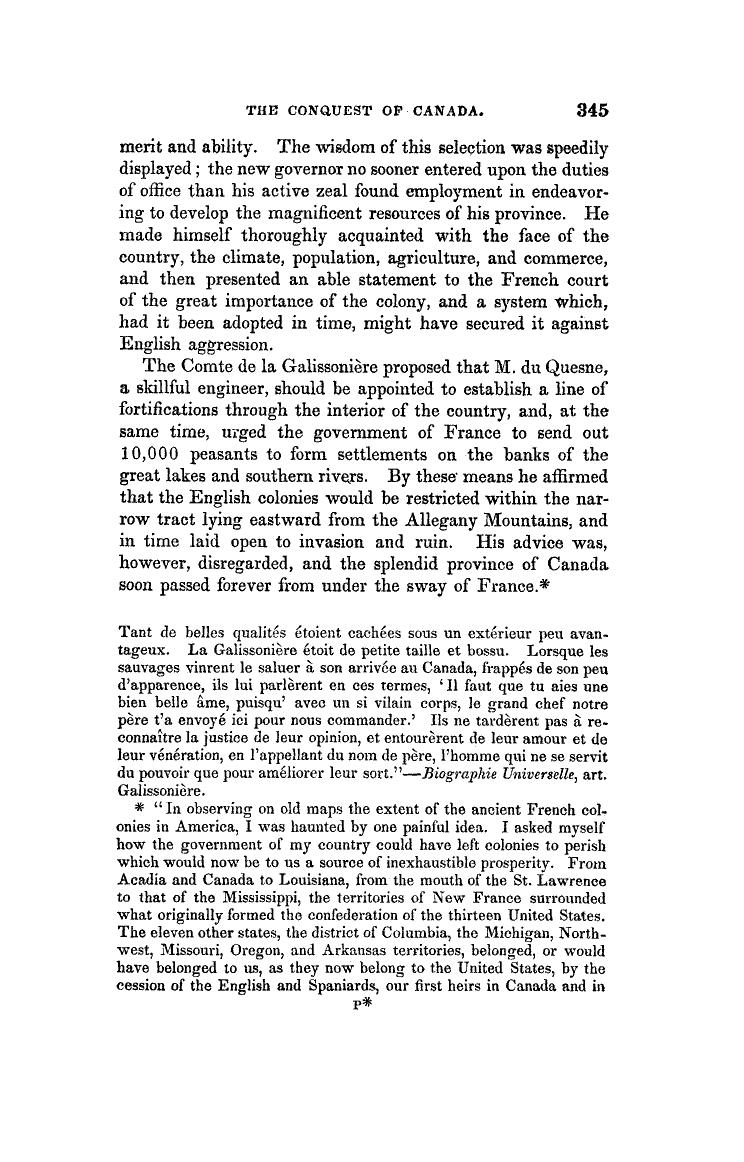 THE CONQUEST OF CANADA. 345
merit and ability. The wisdom of this selection was speedily
displayed; the new governor no sooner entered upon the duties
of office than his active zeal found employment in endeavor-
ing to develop the magnificent resources of his province. He
made himself thoroughly acquainted with the face of the
country, the climate, population, agriculture, and commerce,
and then presented an able statement to the French court
of the great importance of the colony, and a system which,
had it been adopted in time, might have secured it against
English aggression.
The Comte de la Galissonière proposed that M. du Quesne,
a skillful engineer, should be appointed to establish a line of
fortifications through the interior of the country, and, at the
same time, urged the government of France to send out
10,000 peasants to form settlements on the banks of the
great lakes and southern rivers. By these means he affirmed
that the English colonies would be restricted within the nar-
row tract lying eastward from the Allegany Mountains, and
in time laid open to invasion and ruin. His advice was,
however, disregarded, and the splendid province of Canada
soon passed forever from under the sway of France.*
Tant de belles qualités étoient cachées sous un extérieur peu avan-
tageux. La Galissonière étoit de petite taille et bossu. Lorsque les
sauvages vinrent le saluer à son arrivée au Canada, frappés de son peu
d'apparence, ils lui parlèrent en ces termes, 'Il faut que tu aies une
bien belle âme, puisqu' avec un si vilain corps, le grand chef notre
père t'a envoyé ici pour nous commander.' Ils ne tardèrent pas à re-
connaître la justice de leur opinion, et entourèrent de leur amour et de
leur vénération, en l'appellant du nom de père, l'homme qui ne se servit
du pouvoir que pour améliorer leur sort."—Biographie Universelle, art.
Galissonière.
* "In observing on old maps the extent of the ancient French col-
onies in America, I was haunted by one painful idea. I asked myself
how the government of my country could have left colonies to perish
which would now be to us a source of inexhaustible prosperity. From
Acadia and Canada to Louisiana, from the mouth of the St. Lawrence
to that of the Mississippi, the territories of New France surrounded
what originally formed the confederation of the thirteen United States.
The eleven other states, the district of Columbia, the Michigan, North-
west, Missouri, Oregon, and Arkansas territories, belonged, or would
have belonged to us, as they now belong to the United States, by the
cession of the English and Spaniards, our first heirs in Canada and in
P*